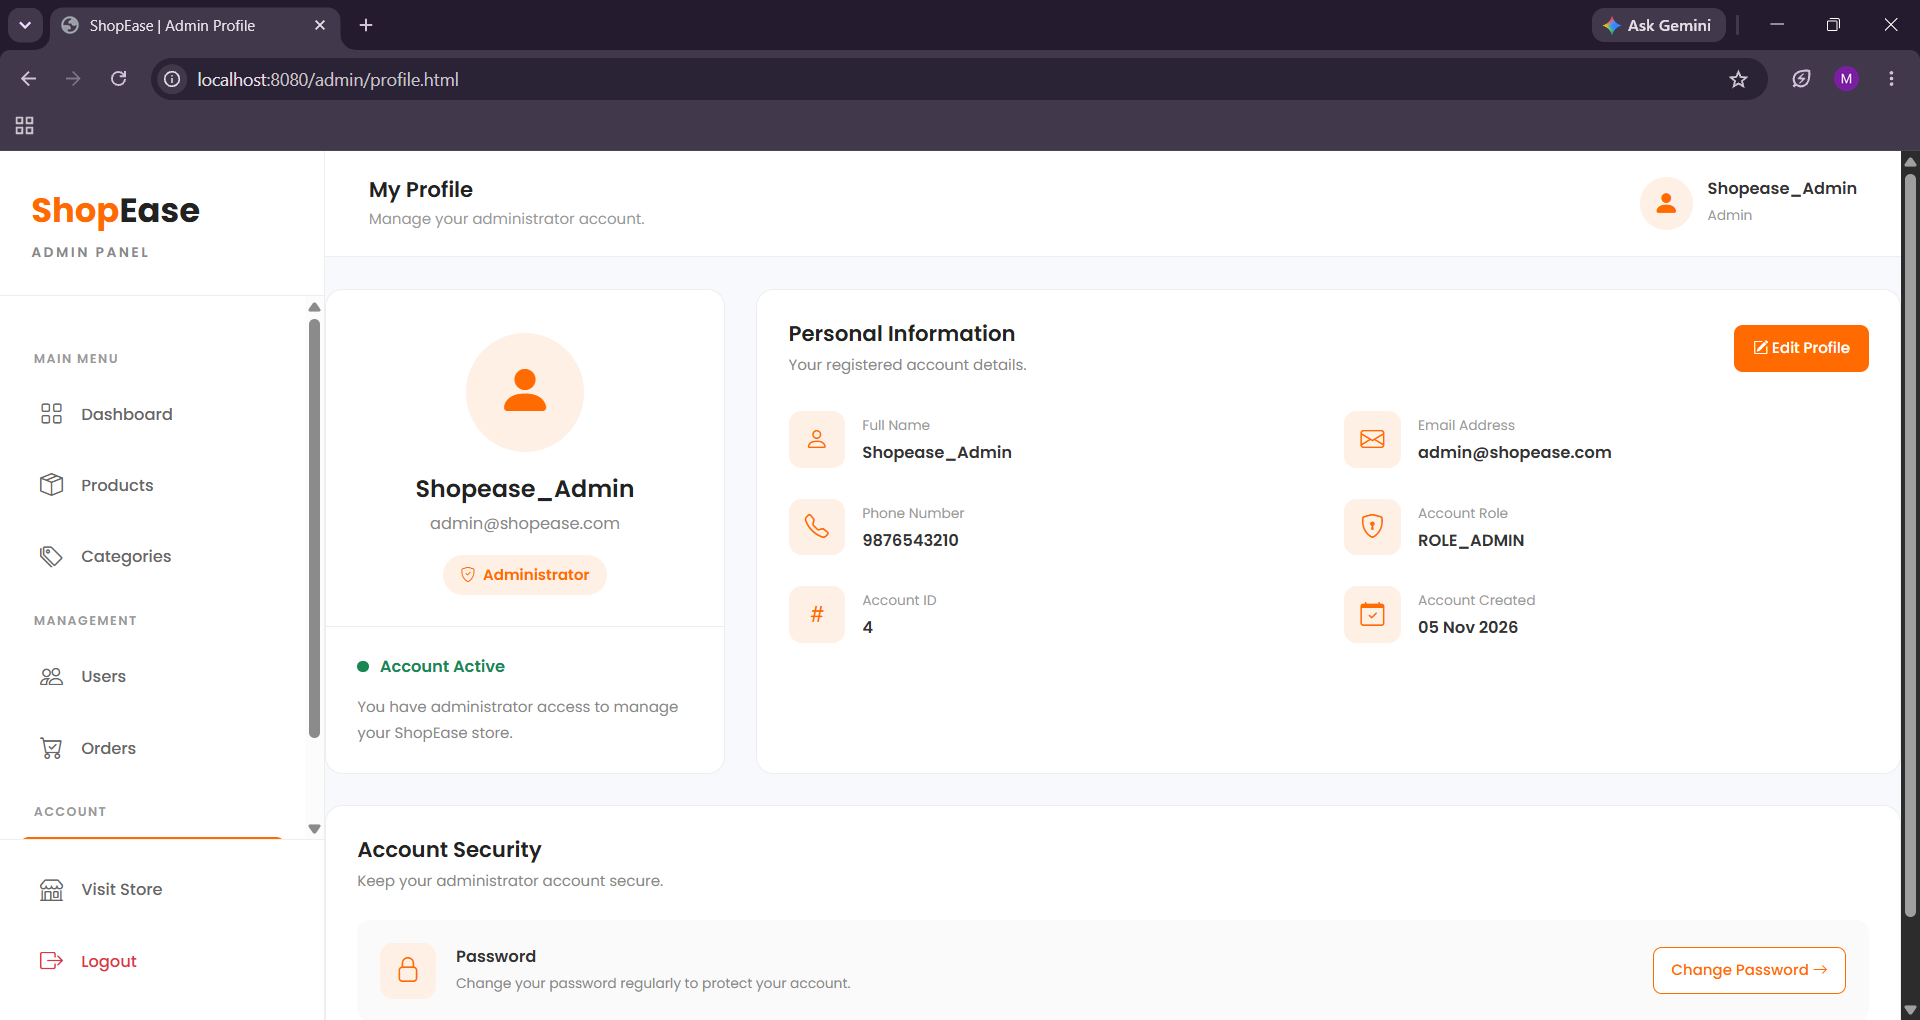 ShopEase | Admin Profile
Ask Gemini
localhost:8080/admin/profile.html
M
ShopEase
ADMIN PANEL
MAIN MENU
Dashboard
Products
Categories
MANAGEMENT
Users
Orders
ACCOUNT
Visit Store
Logout
My Profile
Manage your administrator account.
Shopease_Admin
Admin
Shopease_Admin
admin@shopease.com
Administrator
Account Active
You have administrator access to manage
your ShopEase store.
Personal Information
Your registered account details.
Edit Profile
Full Name
Shopease_Admin
Email Address
admin@shopease.com
Phone Number
9876543210
Account Role
ROLE_ADMIN
#
Account ID
4
Account Created
05 Nov 2026
Account Security
Keep your administrator account secure.
Password
Change your password regularly to protect your account.
Change Password →